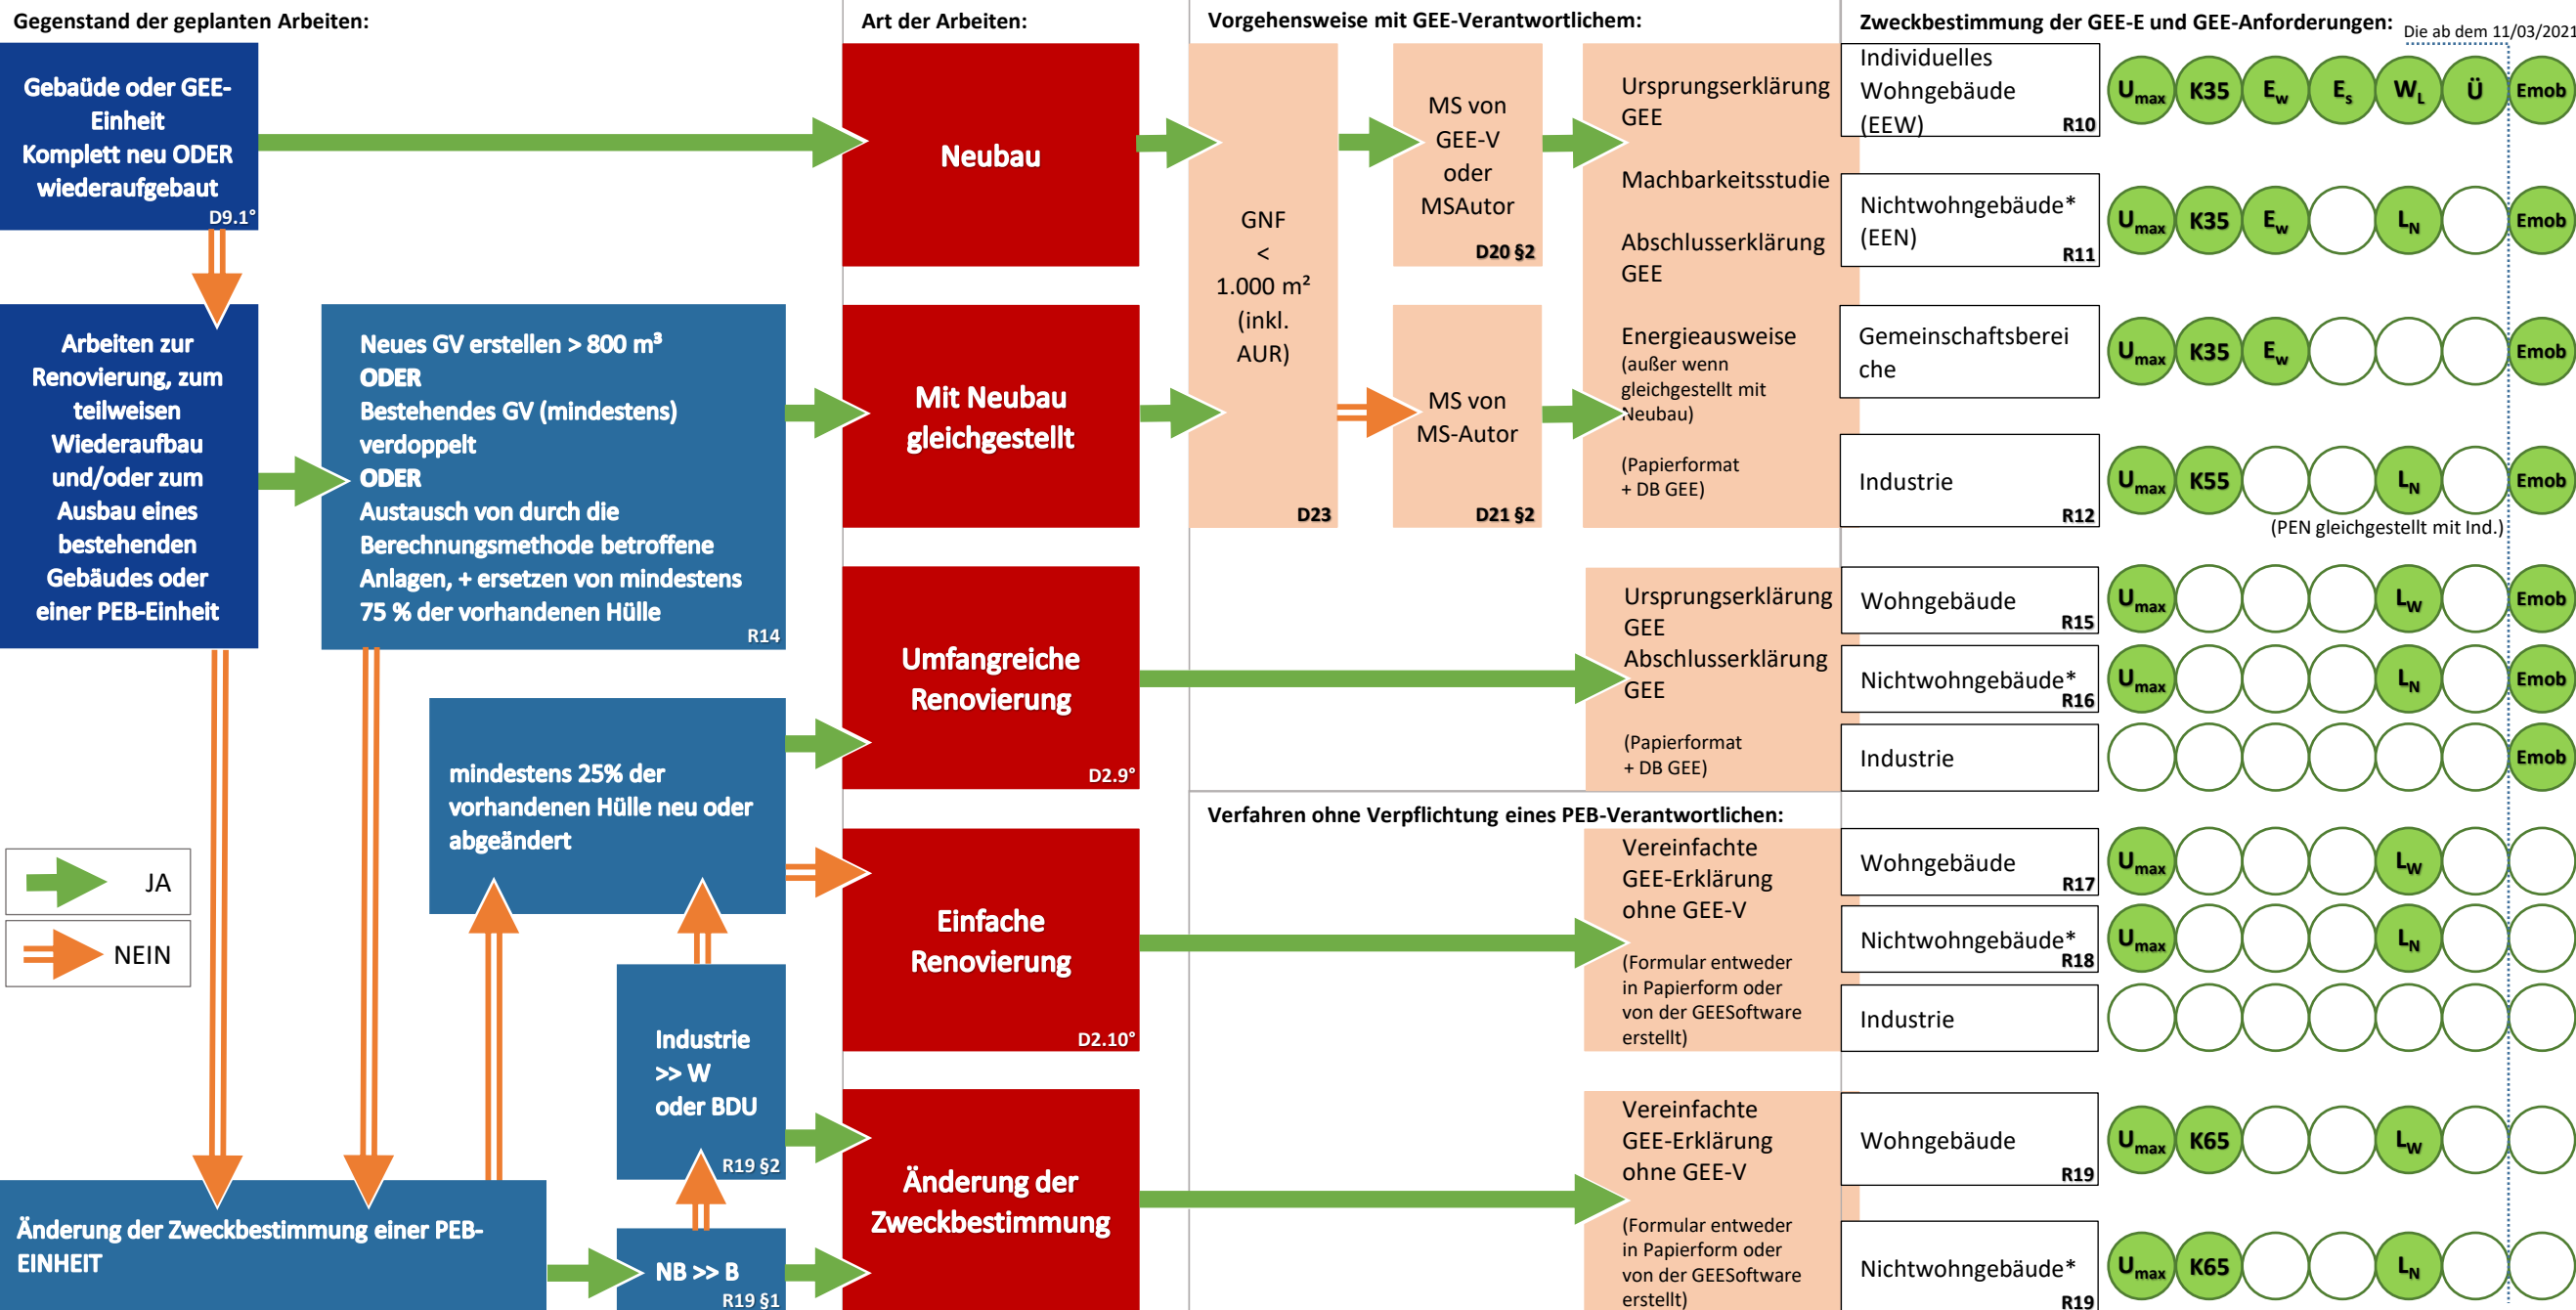 Gegenstand der geplanten Arbeiten:
Art der Arbeiten:
Vorgehensweise mit GEE-Verantwortlichem:
Zweckbestimmung der GEE-E und GEE-Anforderungen:
Die ab dem 11/03/2021
Gebaüde oder GEE-
Einheit
Komplett neu ODER
wiederaufgebaut
D9.1°
Neubau
GNF
<
1.000 m²
(inkl.
AUR)
D23
MS von
GEE-V
oder
MSAutor
D20 §2
Ursprungserklärung
GEE
Machbarkeitsstudie
Abschlusserklärung
GEE
Energieausweise
(außer wenn
gleichgestellt mit
Neubau)
(Papierformat
+ DB GEE)
Individuelles
Wohngebäude
(EEW)
R10
Umax K35 Ew Es WL Ü Emob
Nichtwohngebäude*
(EEN)
R11
Umax K35 Ew LN Emob
Arbeiten zur
Renovierung, zum
teilweisen
Wiederaufbau
und/oder zum
Ausbau eines
bestehenden
Gebäudes oder
einer PEB-Einheit
Neues GV erstellen > 800 m³
ODER
Bestehendes GV (mindestens)
verdoppelt
ODER
Austausch von durch die
Berechnungsmethode betroffene
Anlagen, + ersetzen von mindestens
75 % der vorhandenen Hülle
R14
Mit Neubau
gleichgestellt
MS von
MS-Autor
D21 §2
Gemeinschaftsberei
che
Umax K35 Ew Emob
Industrie
R12
Umax K55 LN Emob
(PEN gleichgestellt mit Ind.)
Umfangreiche
Renovierung
D2.9°
Ursprungserklärung
GEE
Abschlusserklärung
GEE
(Papierformat
+ DB GEE)
Wohngebäude
R15
Umax LW Emob
Nichtwohngebäude*
R16
Umax LN Emob
Industrie
Emob
mindestens 25% der
vorhandenen Hülle neu oder
abgeändert
Verfahren ohne Verpflichtung eines PEB-Verantwortlichen:
JA
NEIN
Einfache
Renovierung
D2.10°
Vereinfachte
GEE-Erklärung
ohne GEE-V
(Formular entweder
in Papierform oder
von der GEESoftware
erstellt)
Wohngebäude
R17
Umax LW
Nichtwohngebäude*
R18
Umax LN
Industrie
Industrie
>> W
oder BDU
R19 §2
Änderung der
Zweckbestimmung
Vereinfachte
GEE-Erklärung
ohne GEE-V
(Formular entweder
in Papierform oder
von der GEESoftware
erstellt)
Wohngebäude
R19
Umax K65 LW
Änderung der Zweckbestimmung einer PEB-
EINHEIT
NB >> B
R19 §1
Nichtwohngebäude*
R19
Umax K65 LN